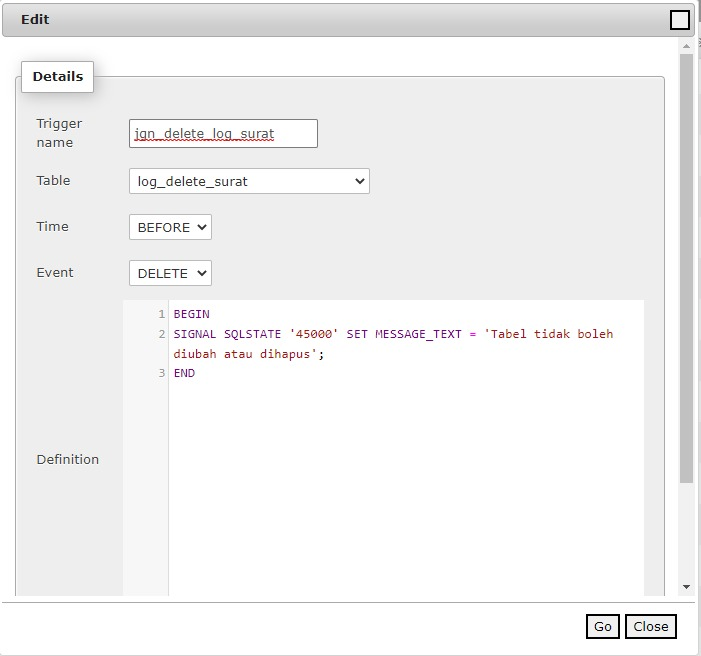 Edit
Details
Trigger
name
jgn_delete_log_surat
Table
log_delete_surat
Time
BEFORE
Event
DELETE
Definition
1 BEGIN
2 SIGNAL SQLSTATE '45000' SET MESSAGE_TEXT = 'Tabel tidak boleh
diubah atau dihapus';
3 END
Go
Close